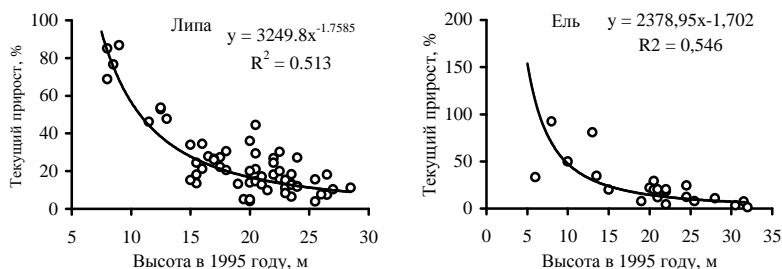 Липа
y = 3249.8x^-1.7585
R² = 0.513
Текущий прирост, %
100
80
60
40
20
0
5 10 15 20 25 30
Высота в 1995 году, м
Ель
y = 2378,95x-1,702
R2 = 0,546
Текущий прирост, %
200
150
100
50
0
0 5 10 15 20 25 30 35
Высота в 1995 году, м